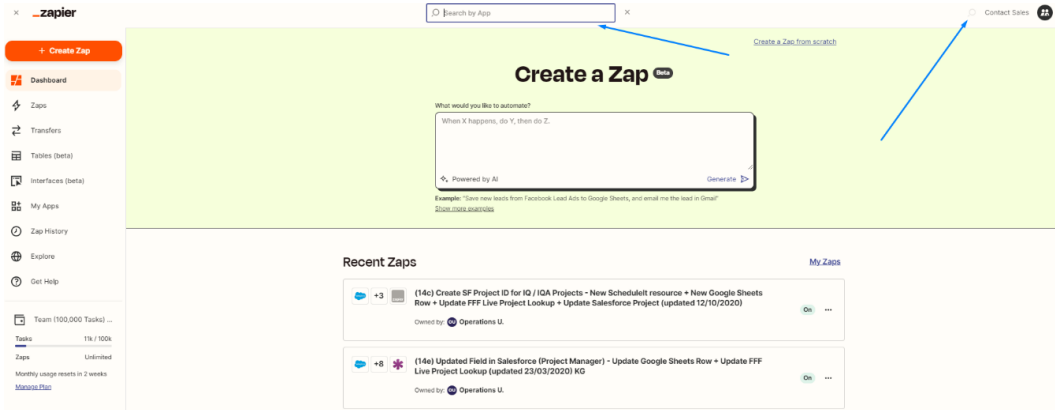 zapier
Search by App
Contact Sales
+ Create Zap
Dashboard
Zaps
Transfers
Tables (beta)
Interfaces (beta)
My Apps
Zap History
Explore
Get Help
Team (100,000 Tasks) ...
Tasks 11k / 100k
Zaps Unlimited
Monthly usage resets in 2 weeks
Manage Plan
Create a Zap from scratch
Create a Zap Beta
What would you like to automate?
When X happens, do Y, then do Z.
Powered by AI
Generate
Example: "Save new leads from Facebook Lead Ads to Google Sheets, and email me the lead in Gmail"
Show more examples
Recent Zaps
My Zaps
+3
(14c) Create SF Project ID for IQ / IQA Projects - New ScheduleIt resource + New Google Sheets
Row + Update FFF Live Project Lookup + Update Salesforce Project (updated 12/10/2020)
On ...
Owned by: OU Operations U.
+8
(14e) Updated Field in Salesforce (Project Manager) - Update Google Sheets Row + Update FFF
Live Project Lookup (updated 23/03/2020) KG
On ...
Owned by: OU Operations U.